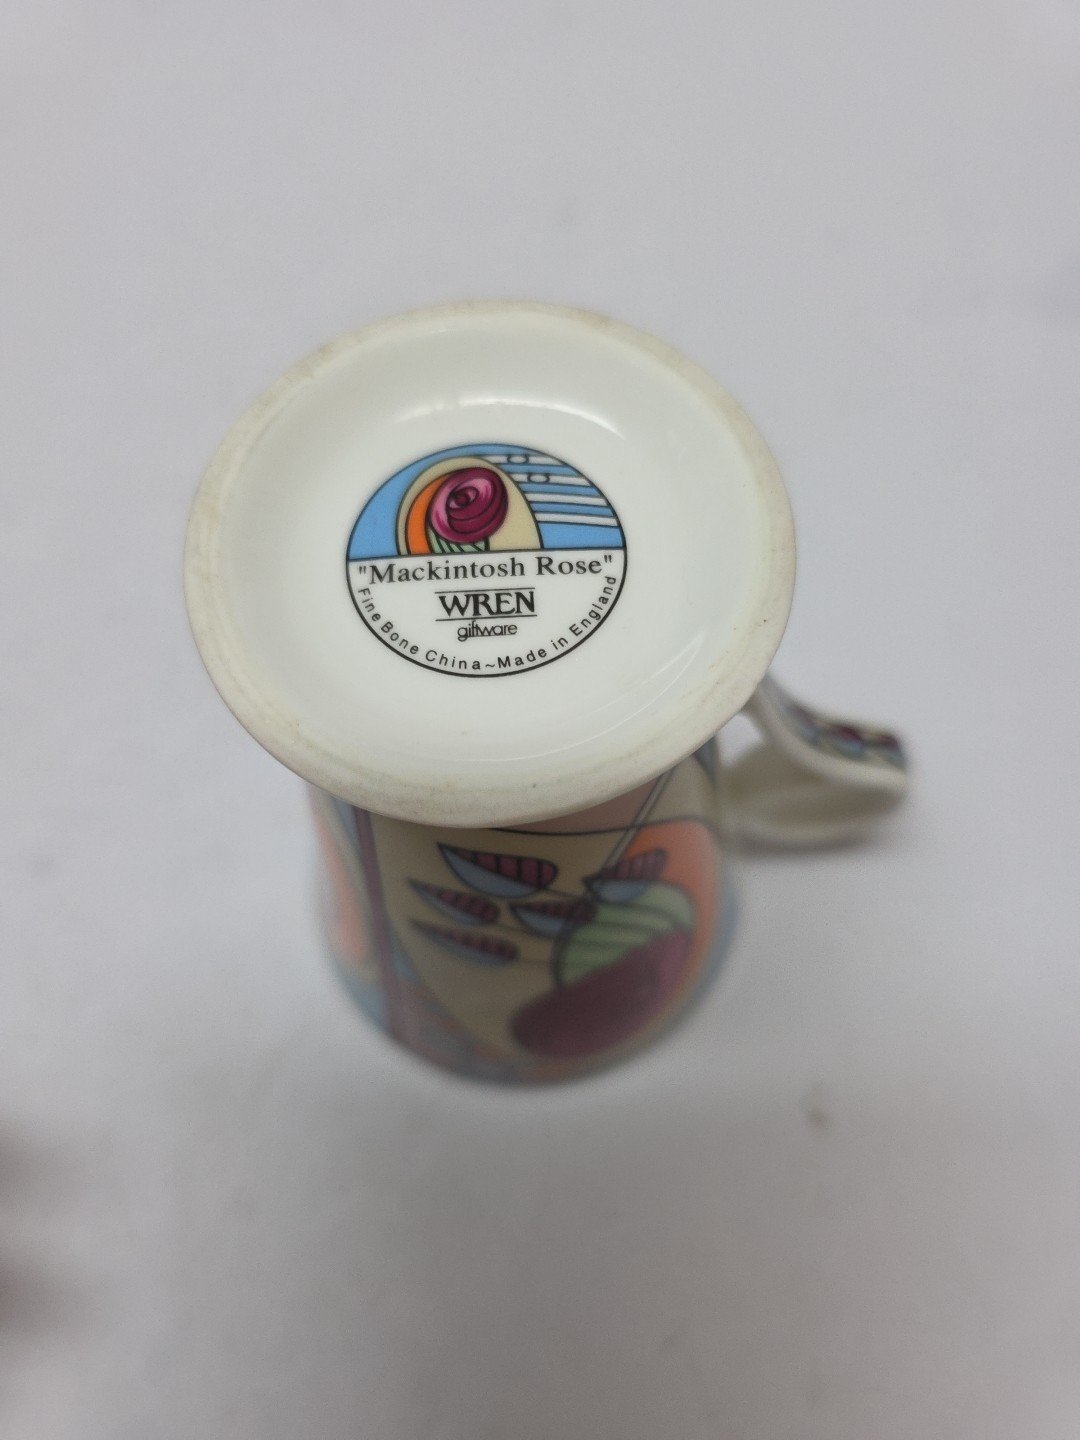 "Mackintosh Rose"
WREN
giftware
Fine Bone China~Made in England